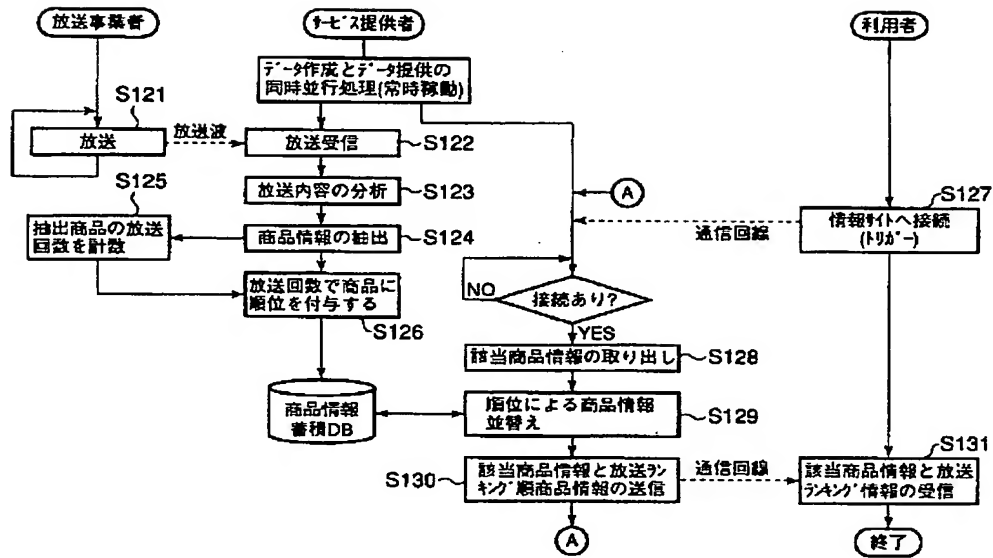 放送事業者
サービス提供者
利用者
データ作成とデータ提供の
同時並行処理(常時稼動)
S121
放送
放送波
放送受信
S122
放送内容の分析
S123
S125
抽出商品の放送
回数を計数
商品情報の抽出
S124
放送回数で商品に
順位を付与する
S126
商品情報
蓄積DB
A
S127
情報サイトへ接続
(トリガー)
通信回線
NO
接続あり?
YES
該当商品情報の取り出し
S128
順位による商品情報
並替え
S129
S130
該当商品情報と放送ラン
キング順商品情報の送信
通信回線
S131
該当商品情報と放送
ランキング情報の受信
A
終了